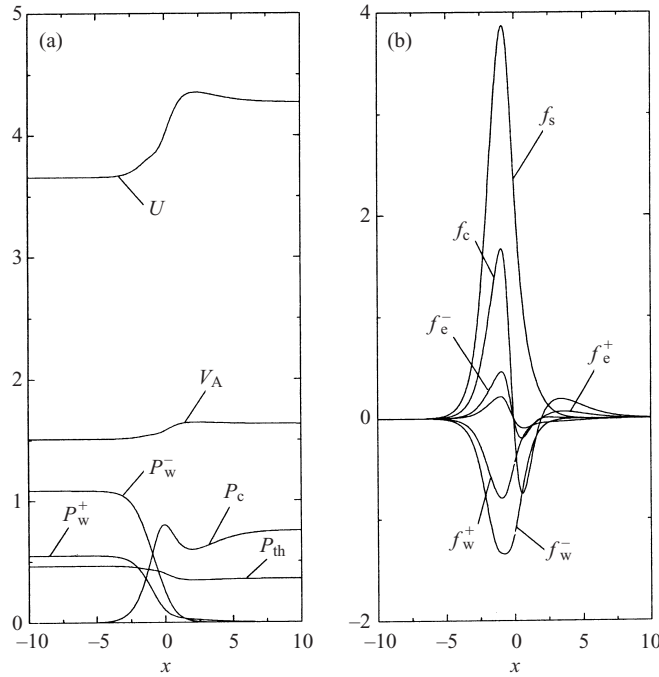 (a)
5
4
3
2
1
0
U
V_A
P_w^-
P_w^+
P_c
P_th
−10
−5
0
5
10
x
(b)
4
2
0
−2
f_s
f_c
f_e^-
f_e^+
f_w^+
f_w^-
−10
−5
0
5
10
x